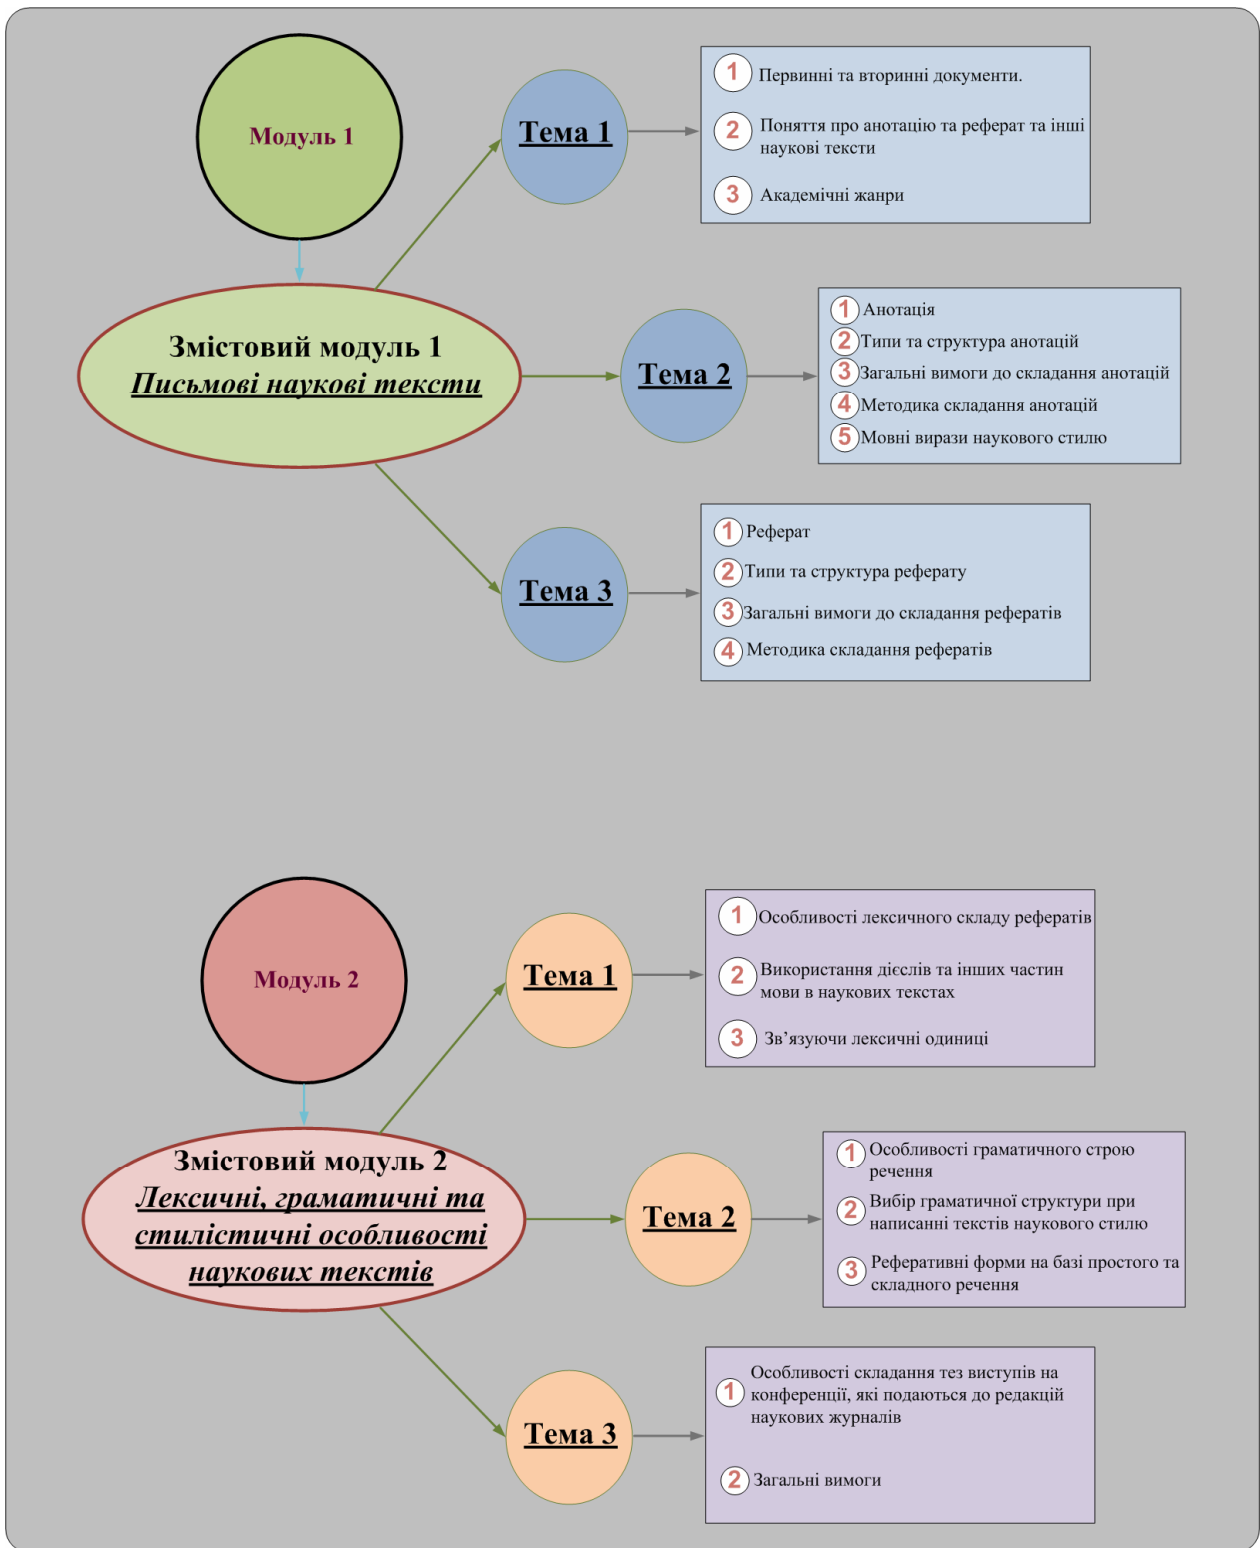 Модуль 1
Змістовий модуль 1
Письмові наукові тексти
Тема 1
1 Первинні та вторинні документи.
2 Поняття про анотацію та реферат та інші
наукові тексти
3 Академічні жанри
Тема 2
1 Анотація
2 Типи та структура анотацій
3 Загальні вимоги до складання анотацій
4 Методика складання анотацій
5 Мовні вирази наукового стилю
Тема 3
1 Реферат
2 Типи та структура реферату
3 Загальні вимоги до складання рефератів
4 Методика складання рефератів
Модуль 2
Змістовий модуль 2
Лексичні, граматичні та
стилістичні особливості
наукових текстів
Тема 1
1 Особливості лексичного складу рефератів
2 Використання дієслів та інших частин
мови в наукових текстах
3 Зв’язуючи лексичні одиниці
Тема 2
1 Особливості граматичного строю
речення
2 Вибір граматичної структури при
написанні текстів наукового стилю
3 Реферативні форми на базі простого та
складного речення
Тема 3
1 Особливості складання тез виступів на
конференції, які подаються до редакцій
наукових журналів
2 Загальні вимоги